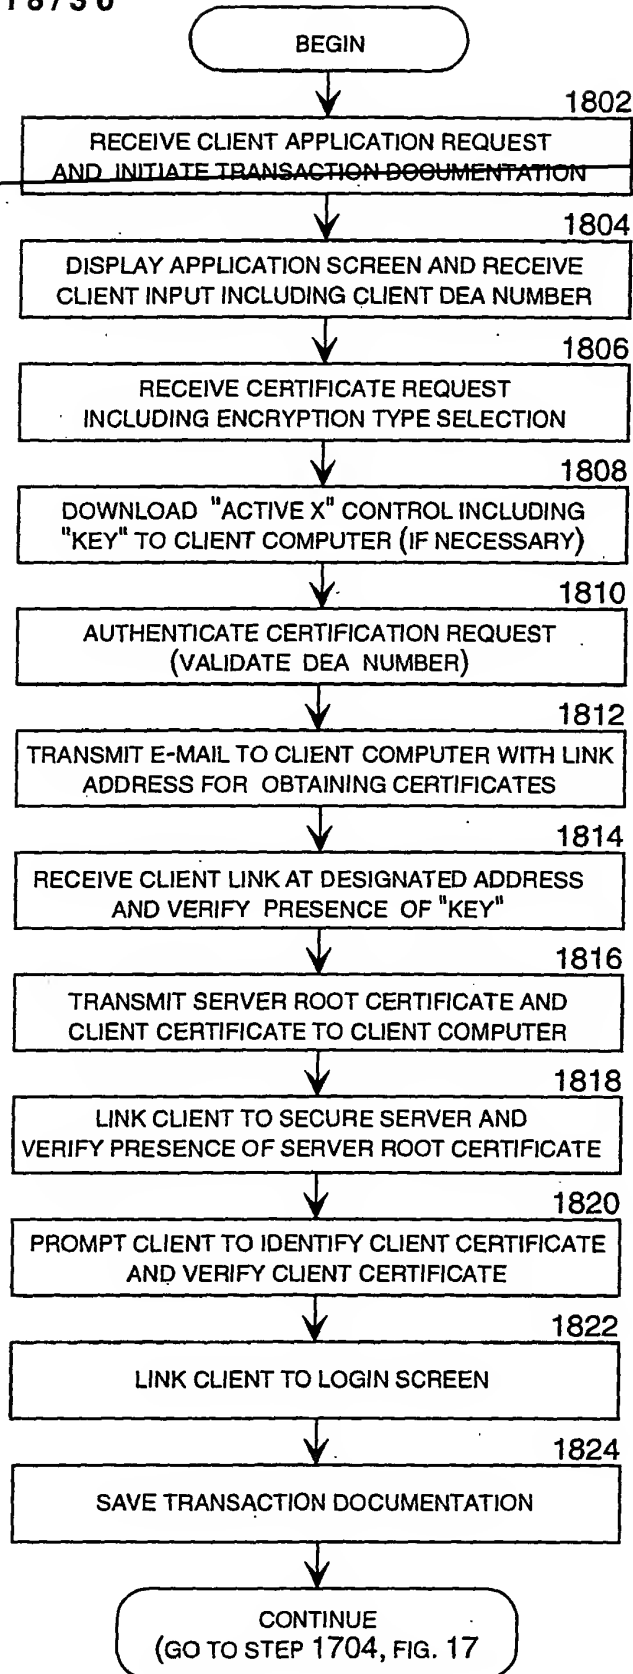 18/36
BEGIN
1802
RECEIVE CLIENT APPLICATION REQUEST
AND INITIATE TRANSACTION DOCUMENTATION
1804
DISPLAY APPLICATION SCREEN AND RECEIVE
CLIENT INPUT INCLUDING CLIENT DEA NUMBER
1806
RECEIVE CERTIFICATE REQUEST
INCLUDING ENCRYPTION TYPE SELECTION
1808
DOWNLOAD "ACTIVE X" CONTROL INCLUDING
"KEY" TO CLIENT COMPUTER (IF NECESSARY)
1810
AUTHENTICATE CERTIFICATION REQUEST
(VALIDATE DEA NUMBER)
1812
TRANSMIT E-MAIL TO CLIENT COMPUTER WITH LINK
ADDRESS FOR OBTAINING CERTIFICATES
1814
RECEIVE CLIENT LINK AT DESIGNATED ADDRESS
AND VERIFY PRESENCE OF "KEY"
1816
TRANSMIT SERVER ROOT CERTIFICATE AND
CLIENT CERTIFICATE TO CLIENT COMPUTER
1818
LINK CLIENT TO SECURE SERVER AND
VERIFY PRESENCE OF SERVER ROOT CERTIFICATE
1820
PROMPT CLIENT TO IDENTIFY CLIENT CERTIFICATE
AND VERIFY CLIENT CERTIFICATE
1822
LINK CLIENT TO LOGIN SCREEN
1824
SAVE TRANSACTION DOCUMENTATION
CONTINUE
(GO TO STEP 1704, FIG. 17